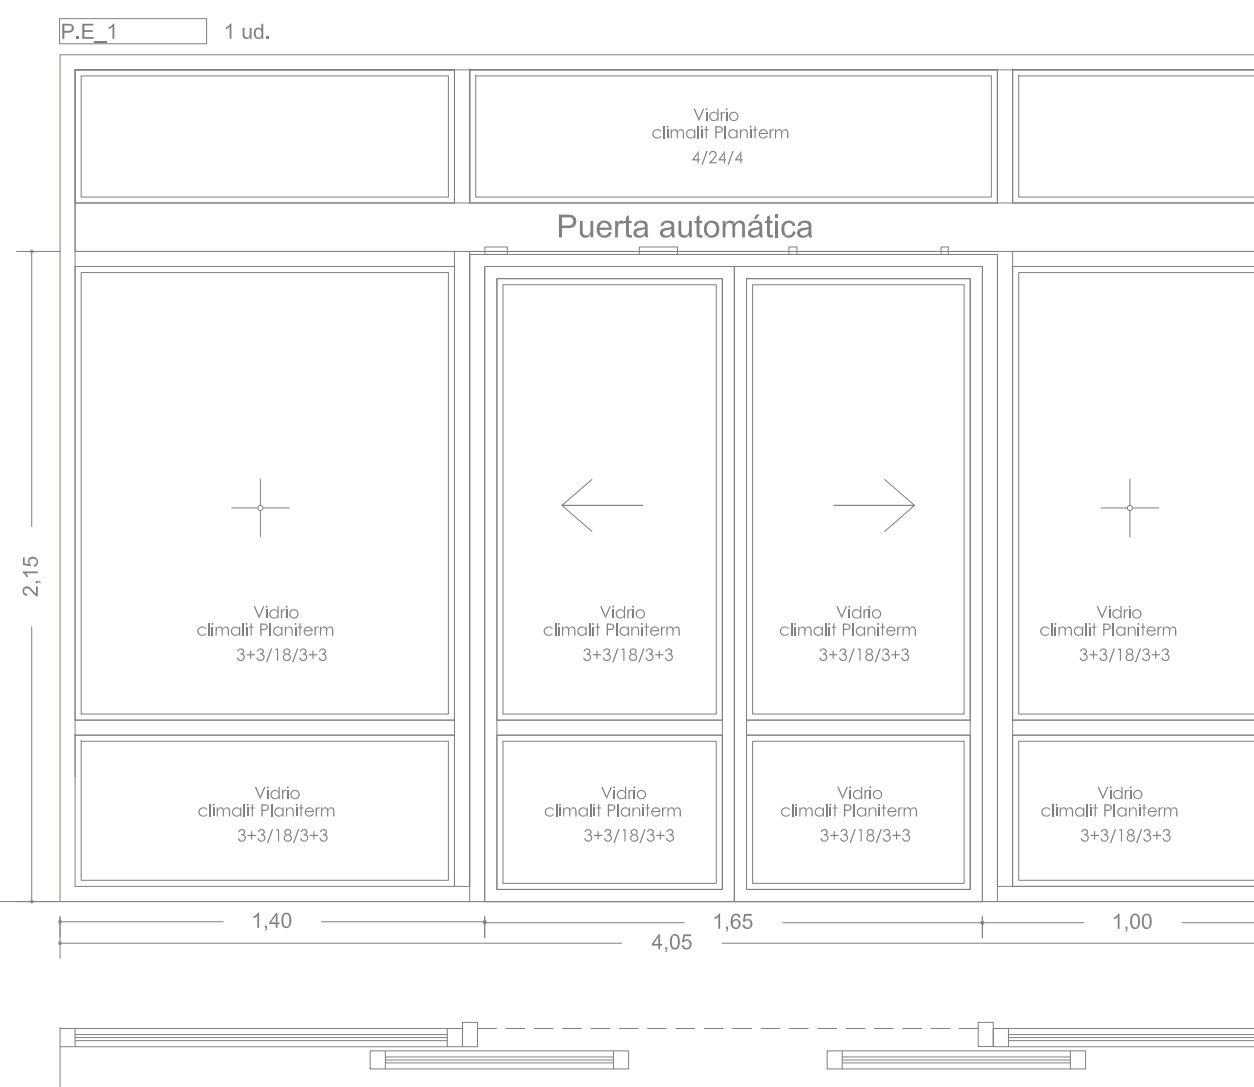 P.E_1
1 ud.
Vidrio
climalit Planiterm
4/24/4
Puerta automática
2,15
Vidrio
climalit Planiterm
3+3/18/3+3
Vidrio
climalit Planiterm
3+3/18/3+3
Vidrio
climalit Planiterm
3+3/18/3+3
Vidrio
climalit Planiterm
3+3/18/3+3
Vidrio
climalit Planiterm
3+3/18/3+3
Vidrio
climalit Planiterm
3+3/18/3+3
Vidrio
climalit Planiterm
3+3/18/3+3
Vidrio
climalit Planiterm
3+3/18/3+3
1,40
1,65
1,00
4,05